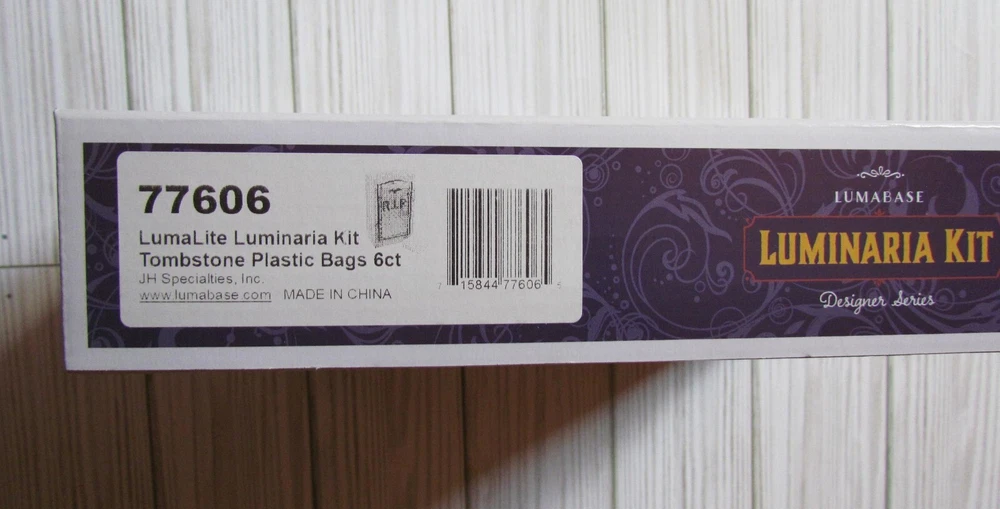 77606
R.I.P
LumaLite Luminaria Kit
Tombstone Plastic Bags 6ct
JH Specialties, Inc.
www.lumabase.com MADE IN CHINA
7 15844 77606 5
LUMABASE
LUMINARIA KIT
Designer Series